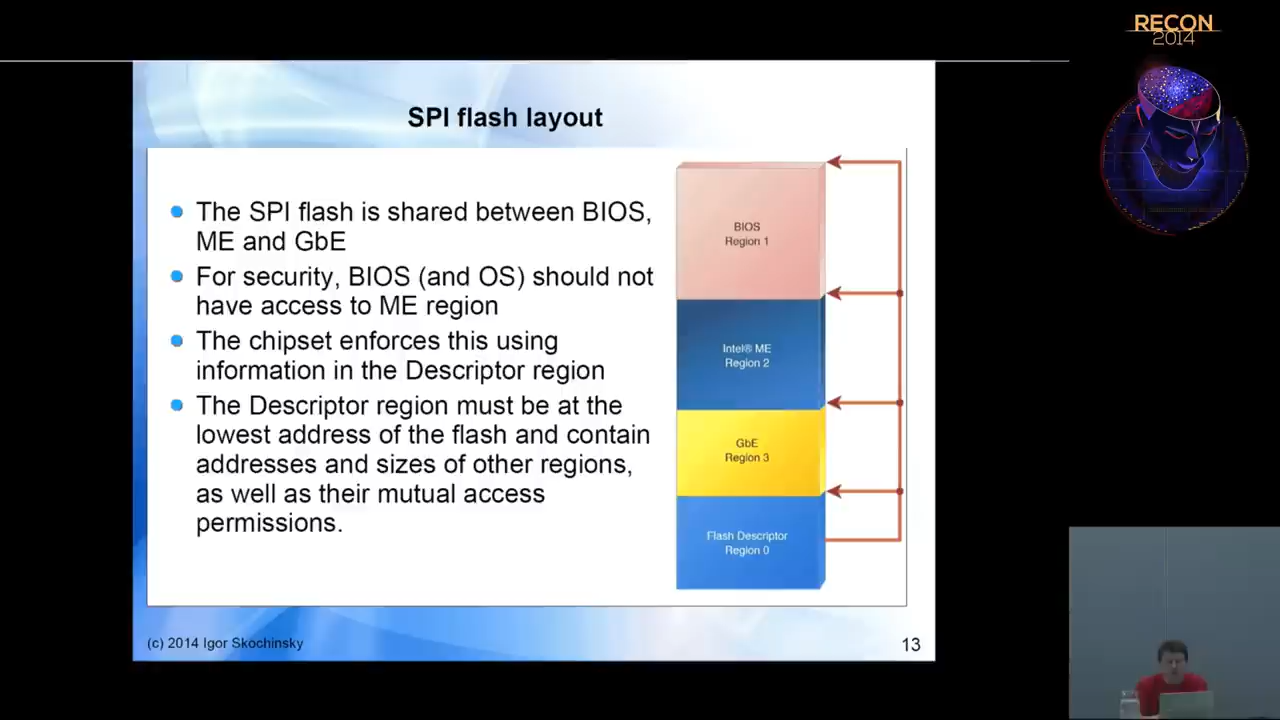 RECON
2014
SPI flash layout
The SPI flash is shared between BIOS,
ME and GbE
For security, BIOS (and OS) should not
have access to ME region
The chipset enforces this using
information in the Descriptor region
The Descriptor region must be at the
lowest address of the flash and contain
addresses and sizes of other regions,
as well as their mutual access
permissions.
BIOS
Region 1
Intel® ME
Region 2
GbE
Region 3
Flash Descriptor
Region 0
(c) 2014 Igor Skochinsky
13